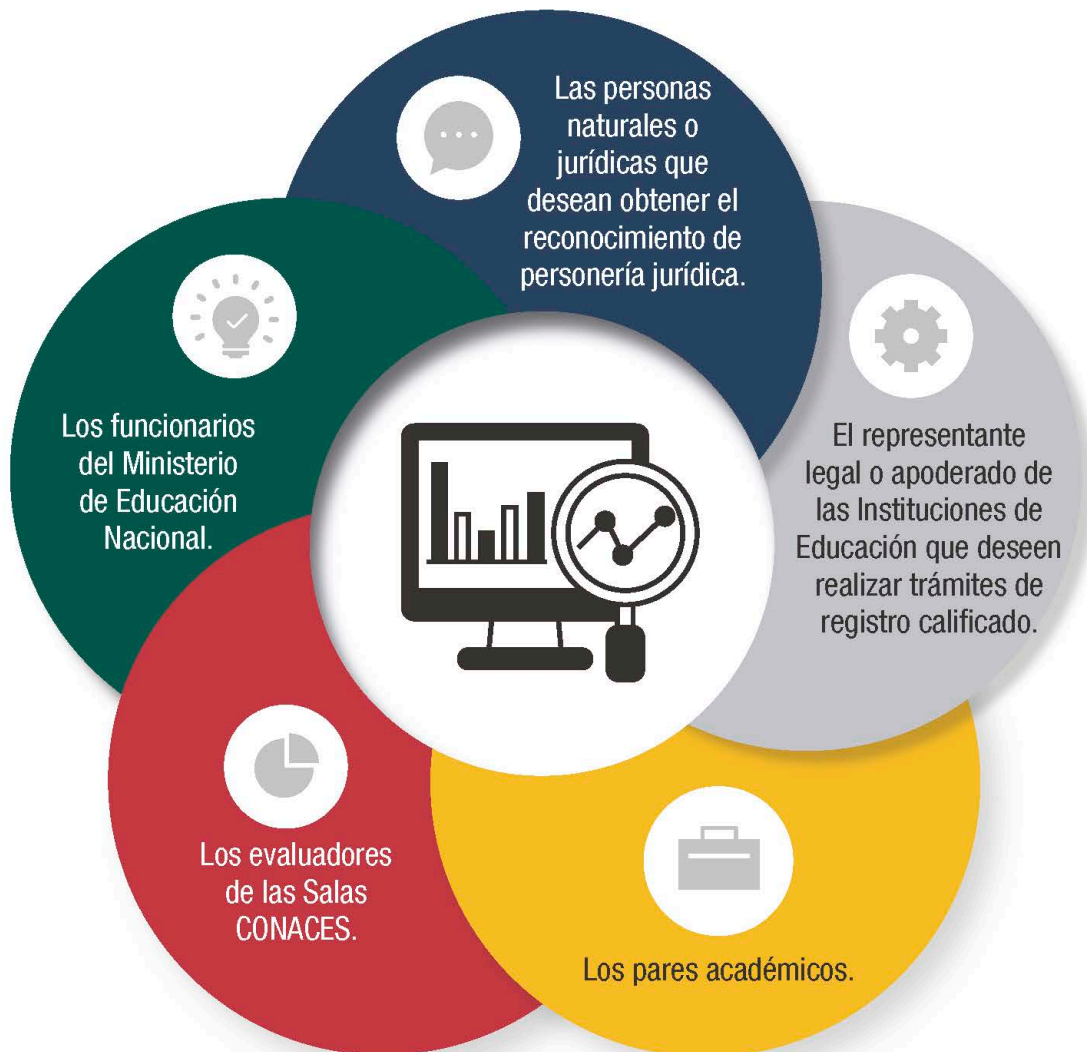 Las personas
naturales o
jurídicas que
desean obtener el
reconocimiento de
personería jurídica.
El representante
legal o apoderado de
las Instituciones de
Educación que deseen
realizar trámites de
registro calificado.
Los pares académicos.
Los evaluadores
de las Salas
CONACES.
Los funcionarios
del Ministerio
de Educación
Nacional.